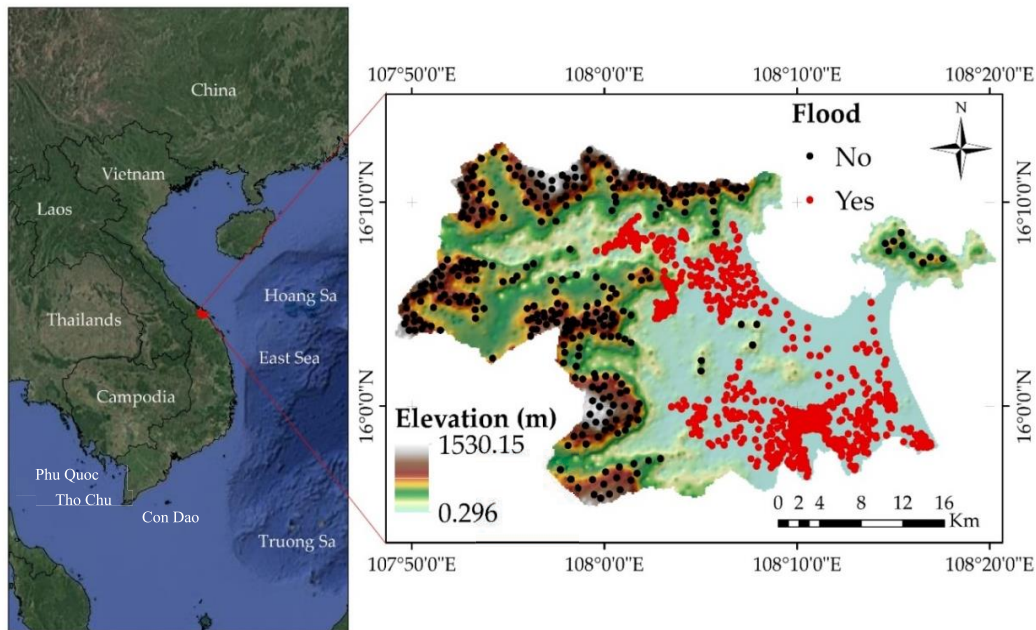 China
Vietnam
Laos
Hoang Sa
Thailands
East Sea
Campodia
Phu Quoc
Tho Chu
Con Dao
Truong Sa
107°50'0"E 108°0'0"E 108°10'0"E 108°20'0"E
Flood
N
No
Yes
16°10'0"N
16°10'0"N
16°0'0"N
16°0'0"N
Elevation (m)
1530.15
0.296
0 2 4 8 12 16
Km
107°50'0"E 108°0'0"E 108°10'0"E 108°20'0"E